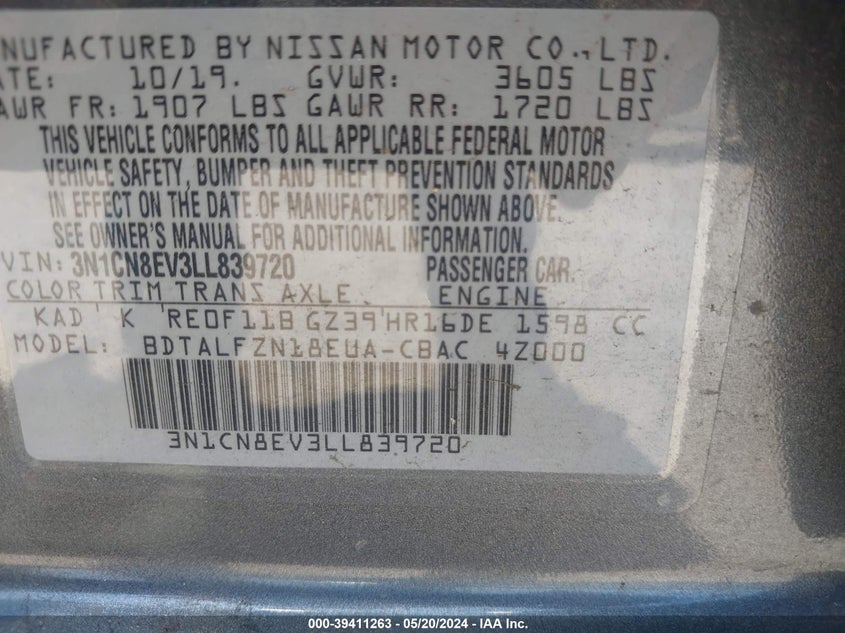 NUFACTURED BY NISSAN MOTOR CO., LTD.
ATE: 10/19. GVWR: 3605 LBS
AWR FR: 1907 LBS GAWR RR: 1720 LBS
THIS VEHICLE CONFORMS TO ALL APPLICABLE FEDERAL MOTOR
VEHICLE SAFETY, BUMPER AND THEFT PREVENTION STANDARDS
IN EFFECT ON THE DATE OF MANUFACTURE SHOWN ABOVE.
SEE OWNER'S MANUAL FOR ADDITIONAL INFORMATION.
VIN: 3N1CN8EV3LL839720 PASSENGER CAR.
COLOR TRIM TRANS AXLE ENGINE
KAD K RE0F11B GZ39 HR16DE 1598 CC
MODEL: BDTALFZN18EUA-CBAC 4Z000
3N1CN8EV3LL839720
000-39411263 - 05/20/2024 - IAA Inc.